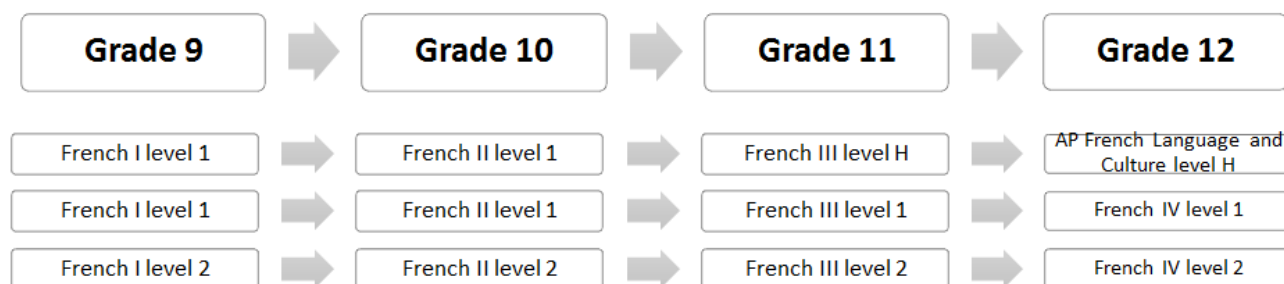 Grade 9
Grade 10
Grade 11
Grade 12
French I level 1
French II level 1
French III level H
AP French Language and
Culture level H
French I level 1
French II level 1
French III level 1
French IV level 1
French I level 2
French II level 2
French III level 2
French IV level 2